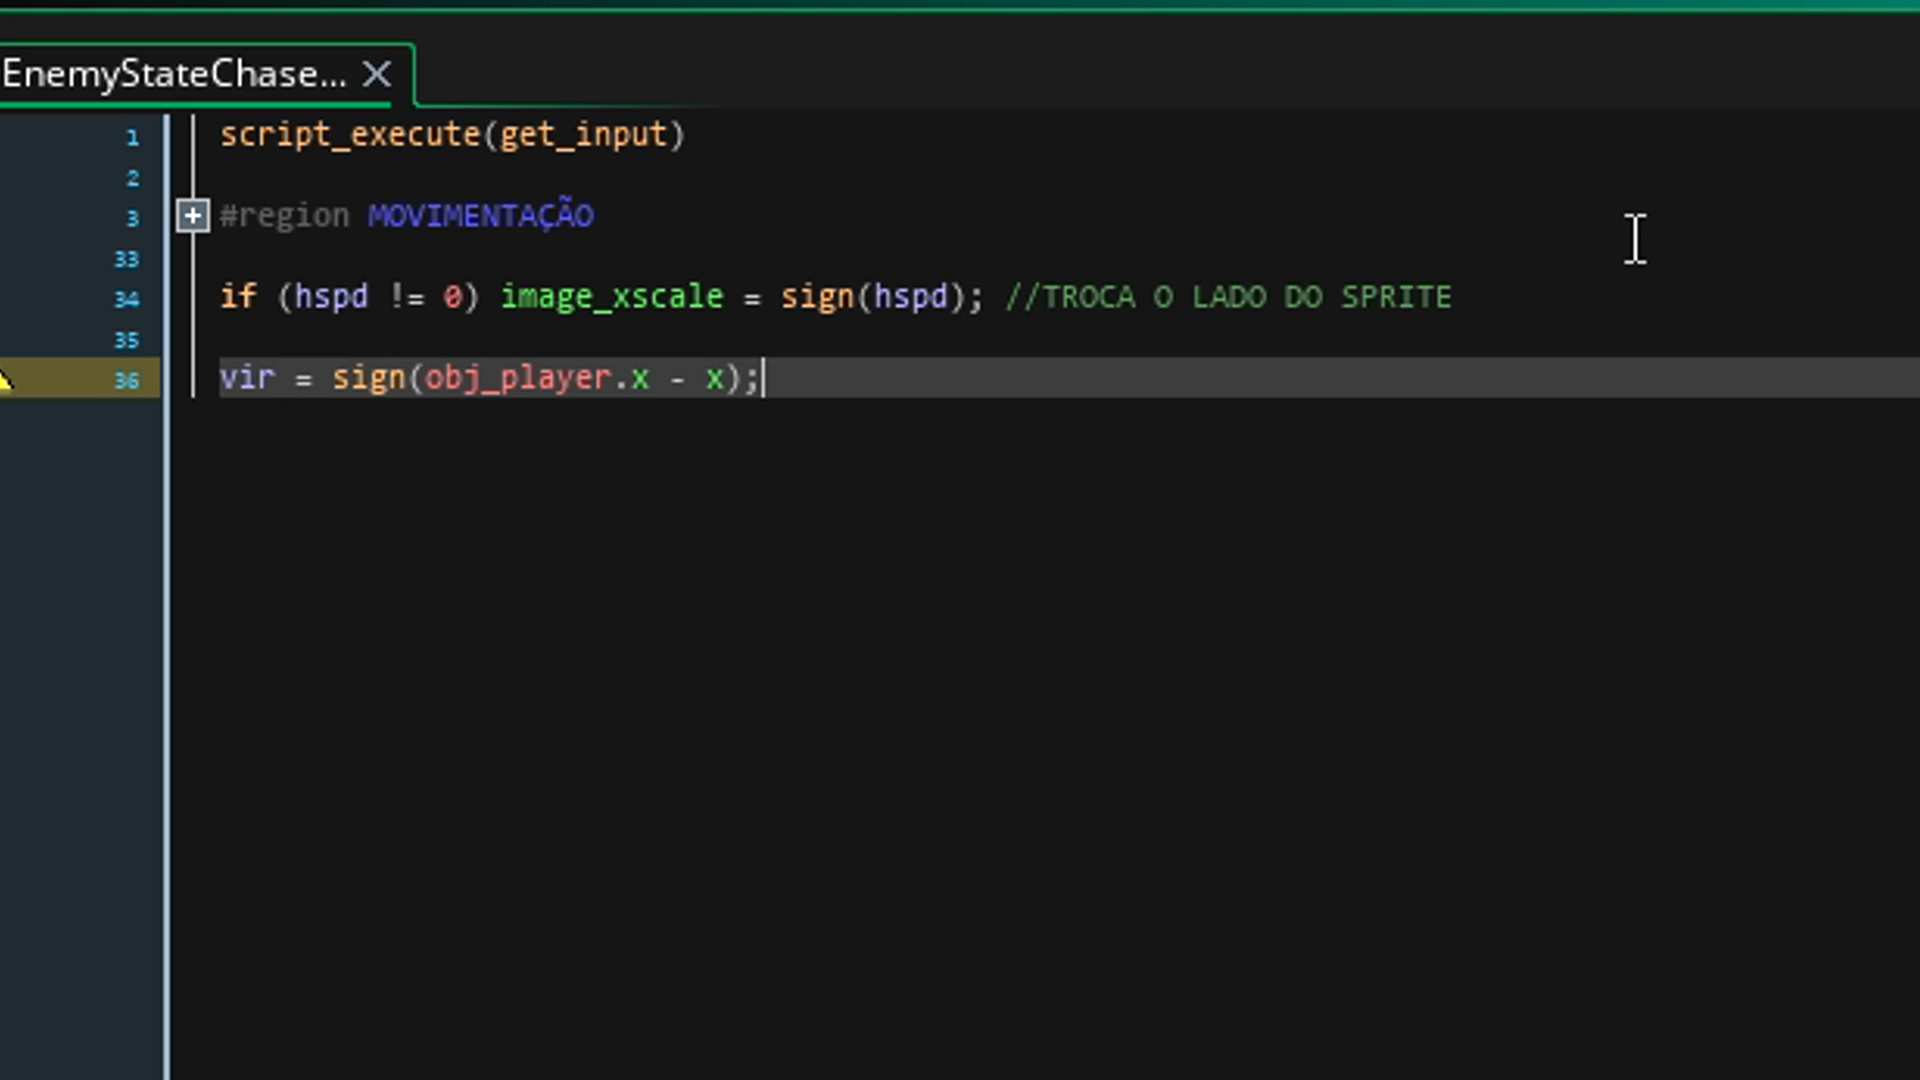 EnemyStateChase...
1 script_execute(get_input)
2
3 #region MOVIMENTAÇÃO
33
34 if (hspd != 0) image_xscale = sign(hspd); //TROCA O LADO DO SPRITE
35
36 vir = sign(obj_player.x - x);